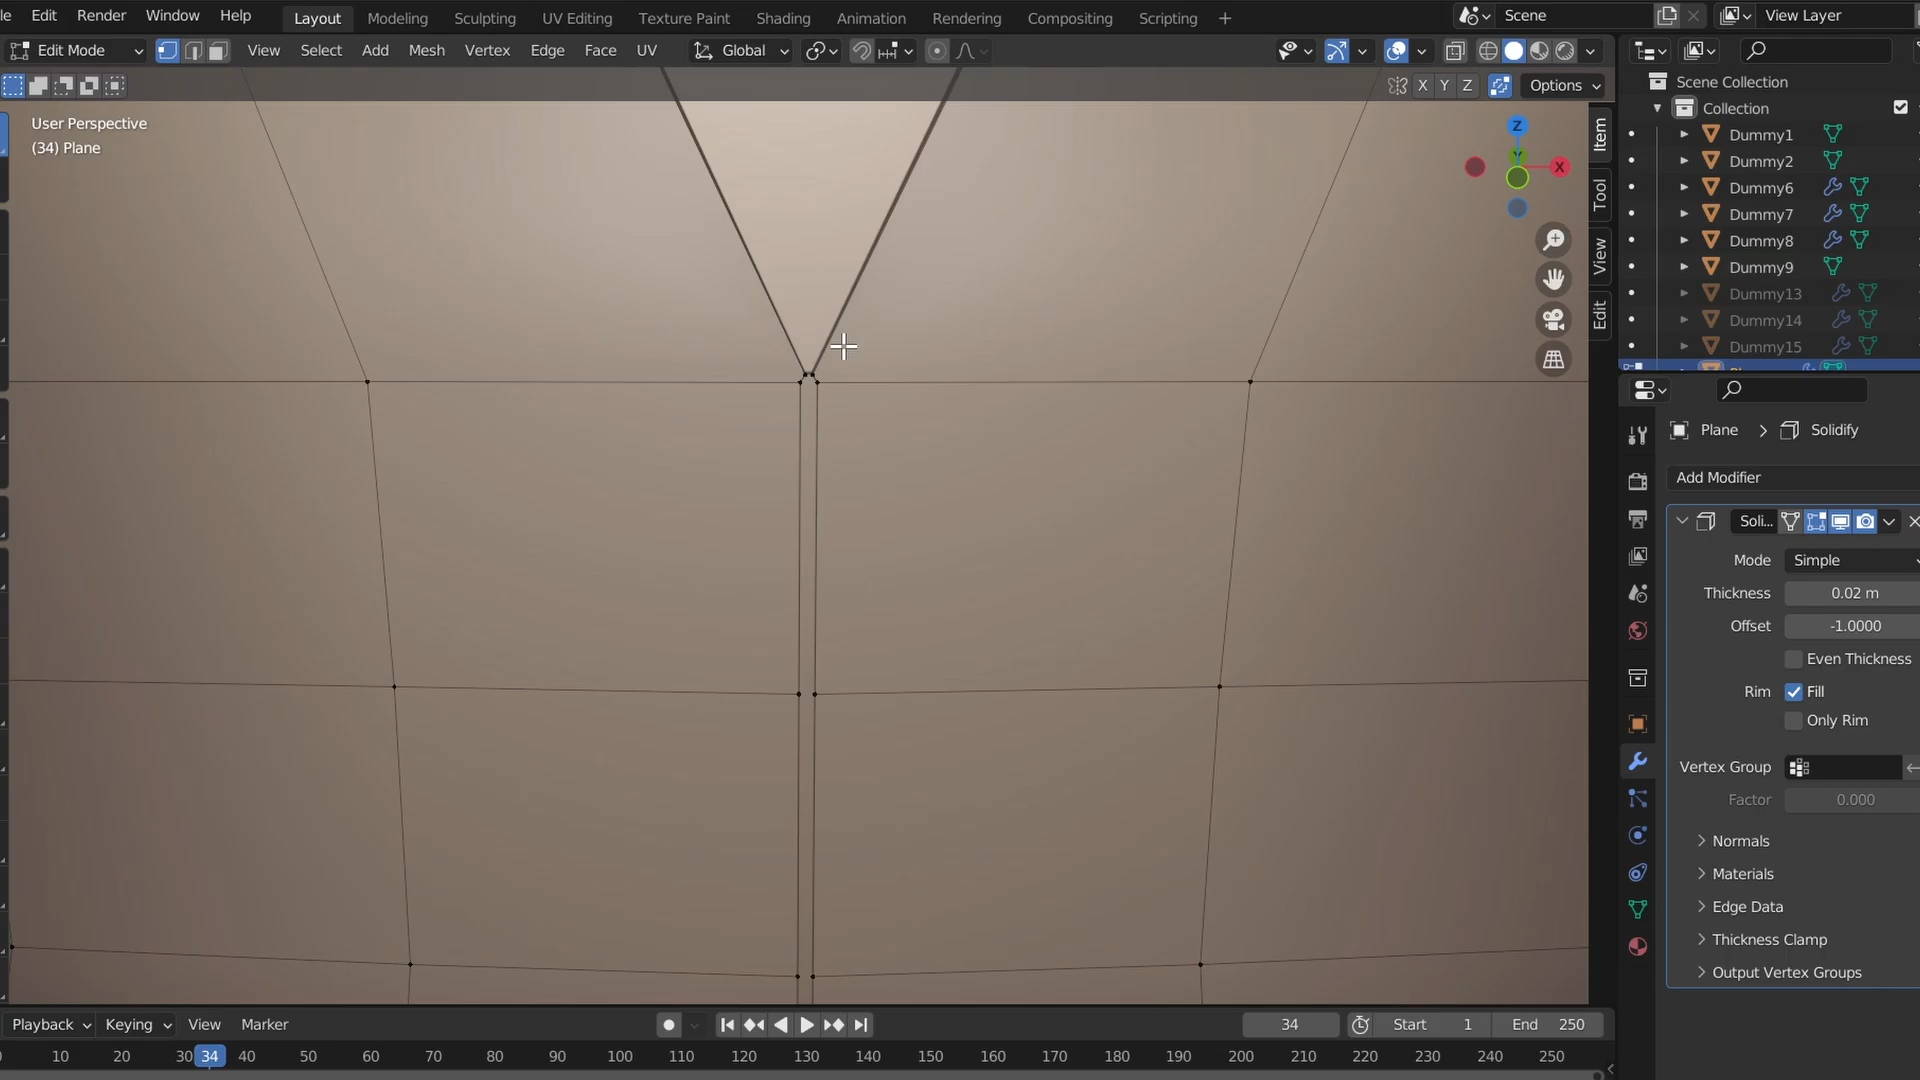 le Edit Render Window Help Layout Modeling Sculpting UV Editing Texture Paint Shading Animation Rendering Compositing Scripting + Scene View Layer
Edit Mode View Select Add Mesh Vertex Edge Face UV Global
X Y Z Options
User Perspective
(34) Plane
Z
Y
X
Item
Tool
View
Edit
Scene Collection
Collection
Dummy1
Dummy2
Dummy6
Dummy7
Dummy8
Dummy9
Dummy13
Dummy14
Dummy15
Plane > Solidify
Add Modifier
Soli...
Mode Simple
Thickness 0.02 m
Offset -1.0000
Even Thickness
Rim Fill
Only Rim
Vertex Group
Factor 0.000
Normals
Materials
Edge Data
Thickness Clamp
Output Vertex Groups
Playback Keying View Marker 34 Start 1 End 250
10 20 30 34 40 50 60 70 80 90 100 110 120 130 140 150 160 170 180 190 200 210 220 230 240 250